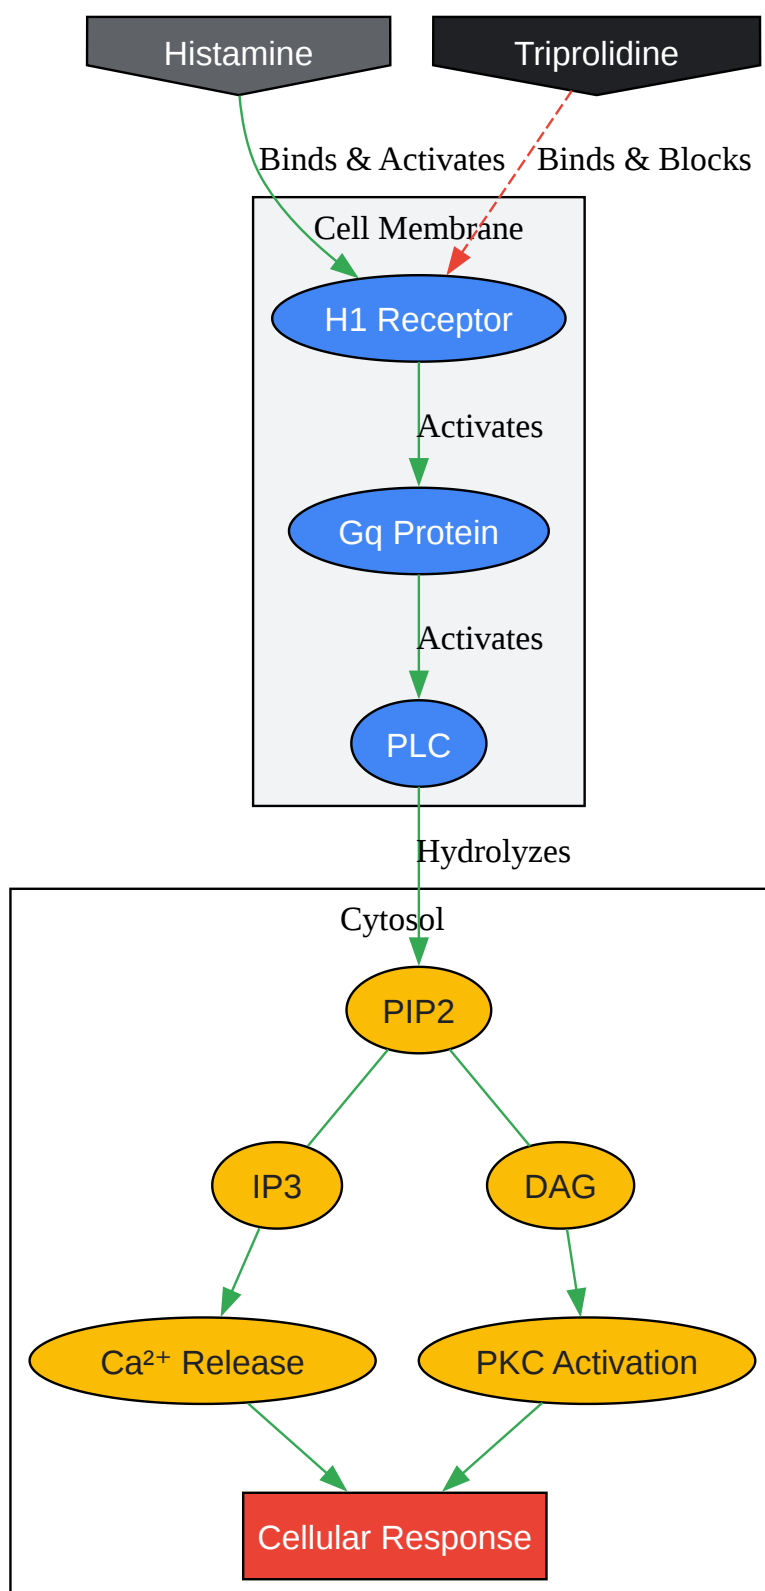 Histamine
Triprolidine
Binds & Activates
Binds & Blocks
Cell Membrane
H1 Receptor
Activates
Gq Protein
Activates
PLC
Hydrolyzes
Cytosol
PIP2
IP3
DAG
Ca²⁺ Release
PKC Activation
Cellular Response